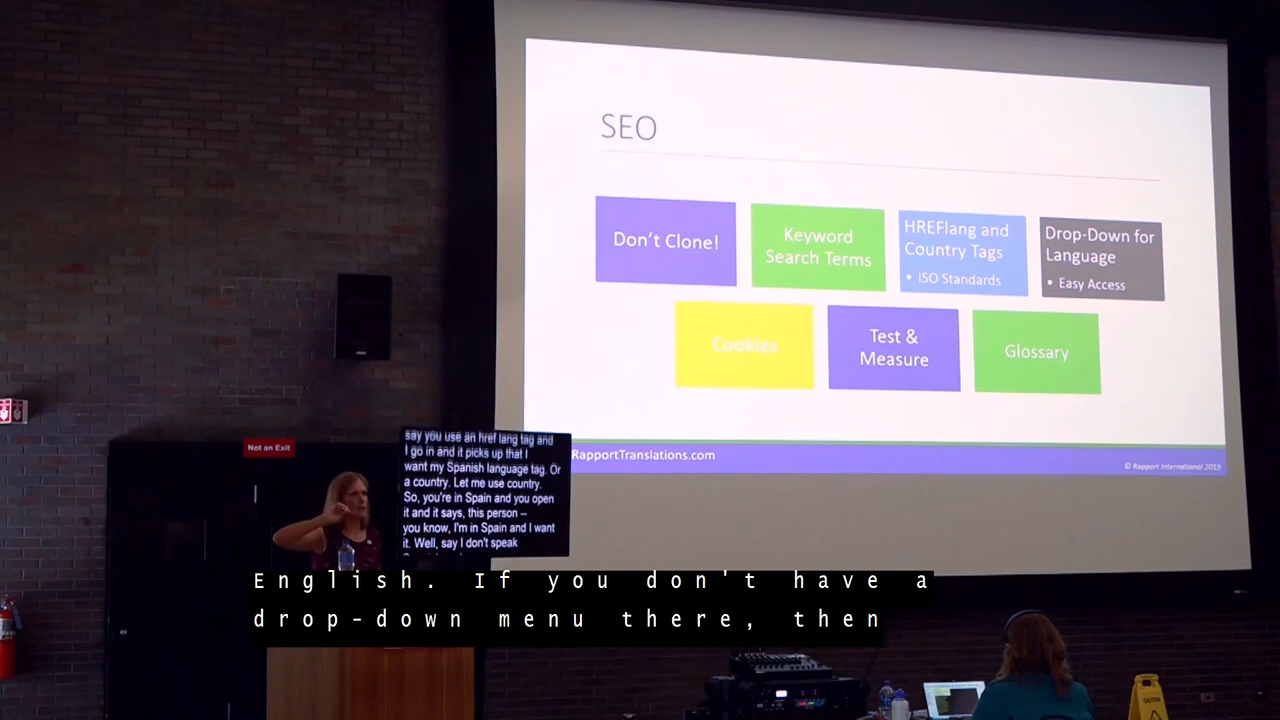 SEO
Don't Clone!
Keyword
Search Terms
HREFlang and
Country Tags
• ISO Standards
Drop-Down for
Language
• Easy Access
Cookies
Test &
Measure
Glossary
RapportTranslations.com
© Rapport International 2019
Not an Exit
say you use an href lang tag and
I go in and it picks up that I
want my Spanish language tag. Or
a country. Let me use country.
So, you're in Spain and you open
it and it says, this person --
you know, I'm in Spain and I want
it. Well, say I don't speak
English. If you don't have a
drop-down menu there, then
CAUTION